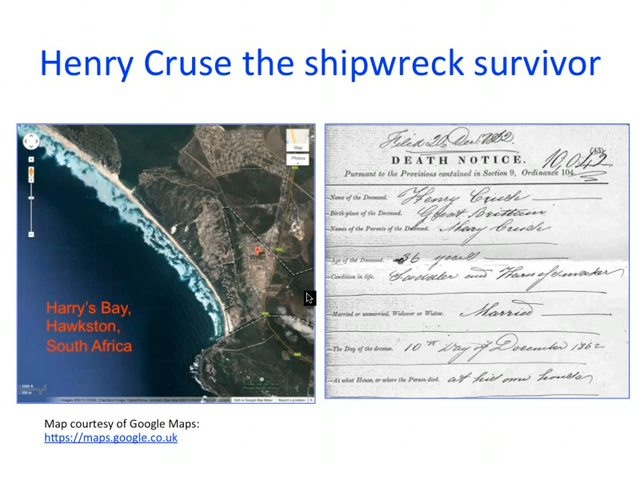 Henry Cruse the shipwreck survivor
Map
Photos
Harry's Bay,
Hawkston,
South Africa
Map courtesy of Google Maps:
https://maps.google.co.uk
Filed 20 Dec. 1862
(43)
DEATH NOTICE. 10,042
Pursuant to the Provisions contained in Section 9, Ordinance 104.
Name of the Deceased. Henry Cruse
Birth-place of the Deceased. Great Brittain
Names of the Parents of the Deceased. Mary Cruse
Age of the Deceased. 36 years
Condition in life. Saddler and Harnessmaker
Married or unmarried, Widower or Widow. Married
The Day of the decease. 10th Day of December 1862
At what House, or where the Person died. at his own house